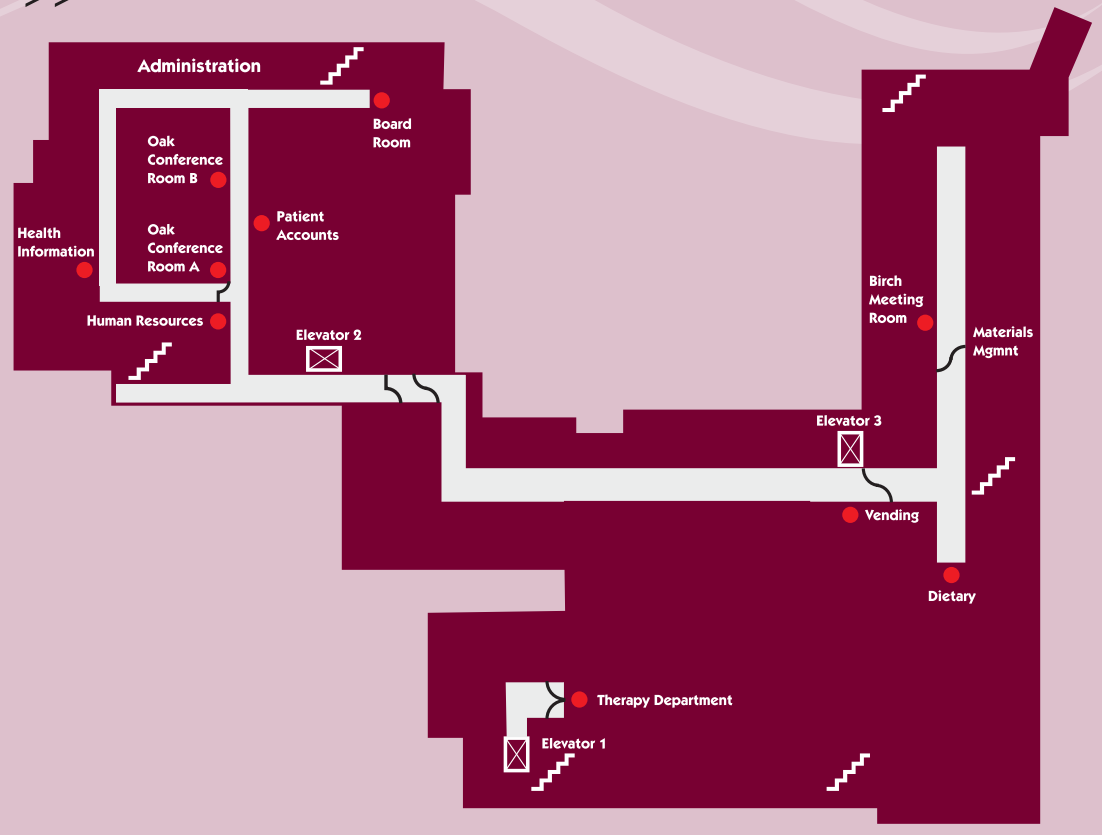 Administration
Board
Room
Oak
Conference
Room B
Patient
Accounts
Health
Information
Oak
Conference
Room A
Human Resources
Elevator 2
Birch
Meeting
Room
Materials
Mgmnt
Elevator 3
Vending
Dietary
Therapy Department
Elevator 1